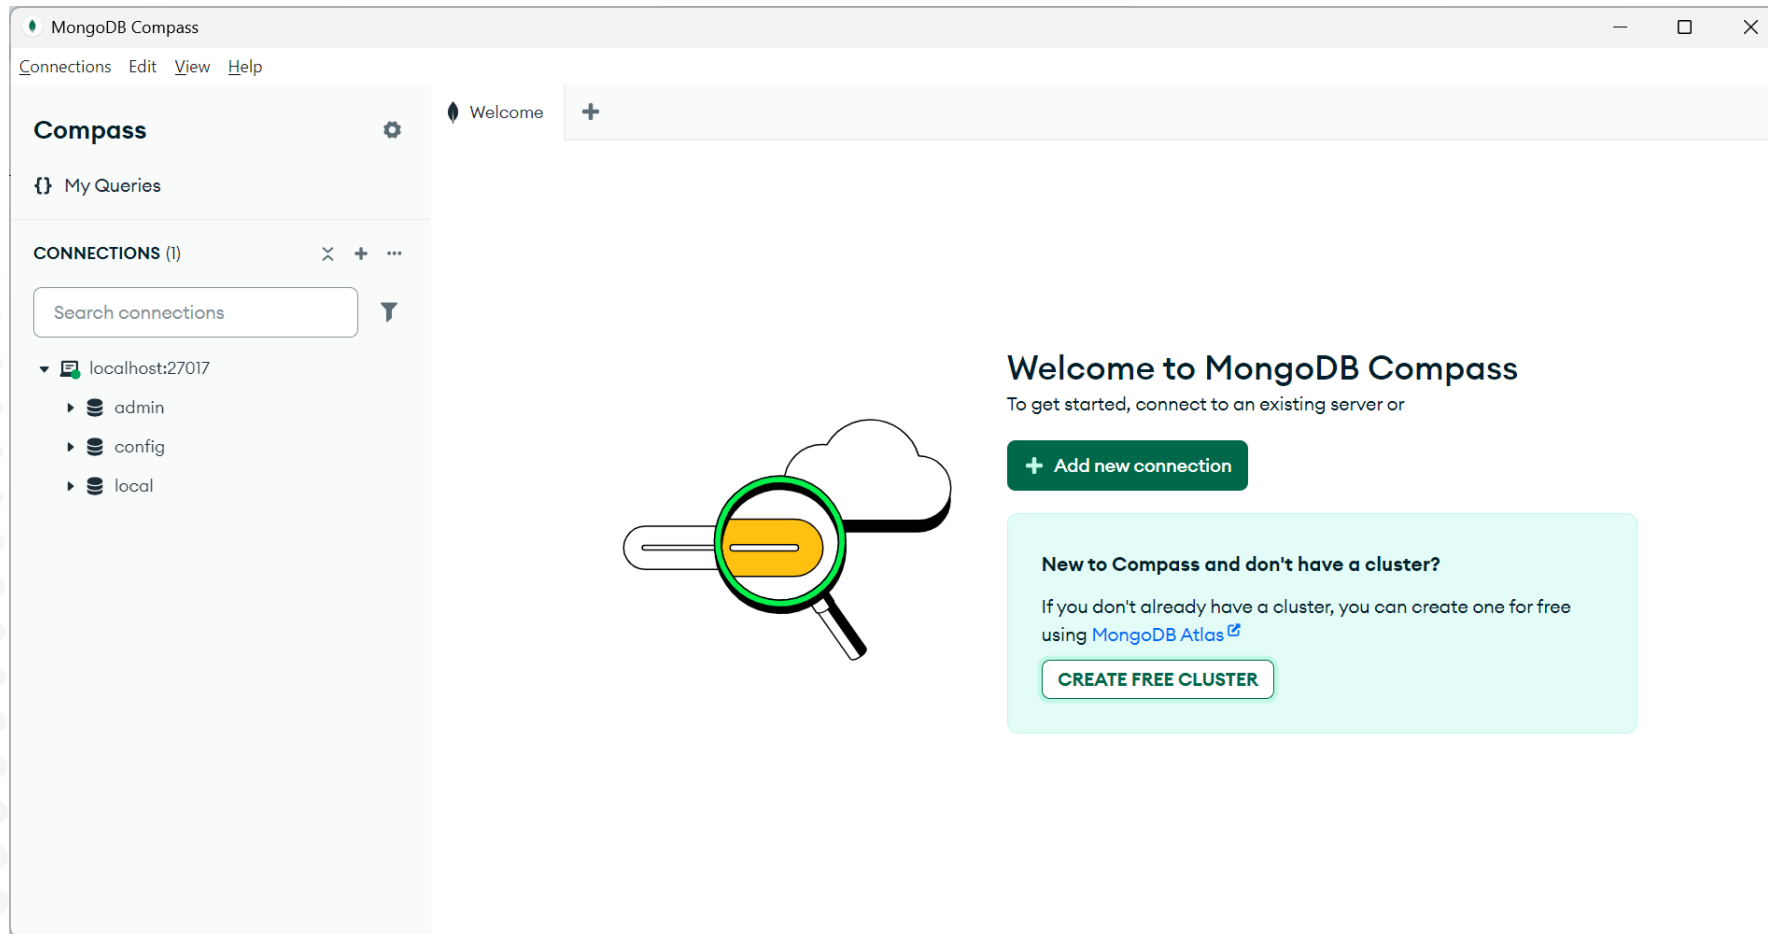 MongoDB Compass
Connections Edit View Help
Compass
Welcome
{} My Queries
CONNECTIONS (1)
Search connections
localhost:27017
admin
config
local
Welcome to MongoDB Compass
To get started, connect to an existing server or
+ Add new connection
New to Compass and don't have a cluster?
If you don't already have a cluster, you can create one for free
using MongoDB Atlas
CREATE FREE CLUSTER